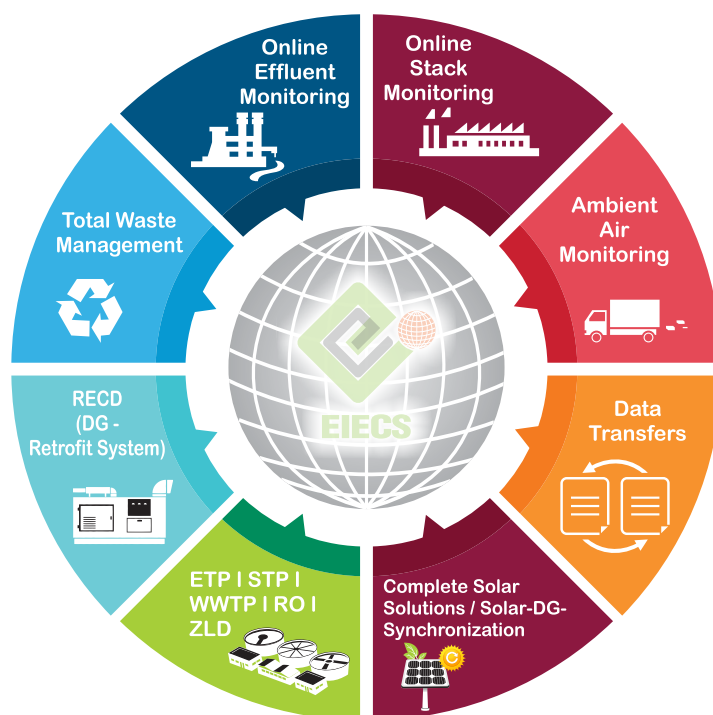 Online
Effluent
Monitoring
Online
Stack
Monitoring
Ambient
Air
Monitoring
Data
Transfers
Complete Solar
Solutions / Solar-DG-
Synchronization
ETP I STP I
WWTP I RO I
ZLD
RECD
(DG -
Retrofit System)
Total Waste
Management
EIECS